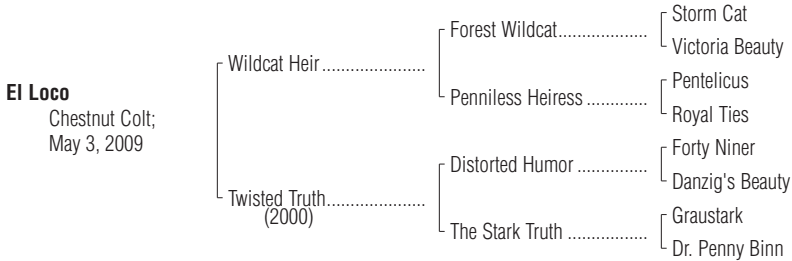 El Loco
Chestnut Colt;
May 3, 2009
Wildcat Heir......................
Twisted Truth.....................
(2000)
Forest Wildcat...................
Penniless Heiress .............
Distorted Humor ...............
The Stark Truth .................
Storm Cat
Victoria Beauty
Pentelicus
Royal Ties
Forty Niner
Danzig's Beauty
Graustark
Dr. Penny Binn